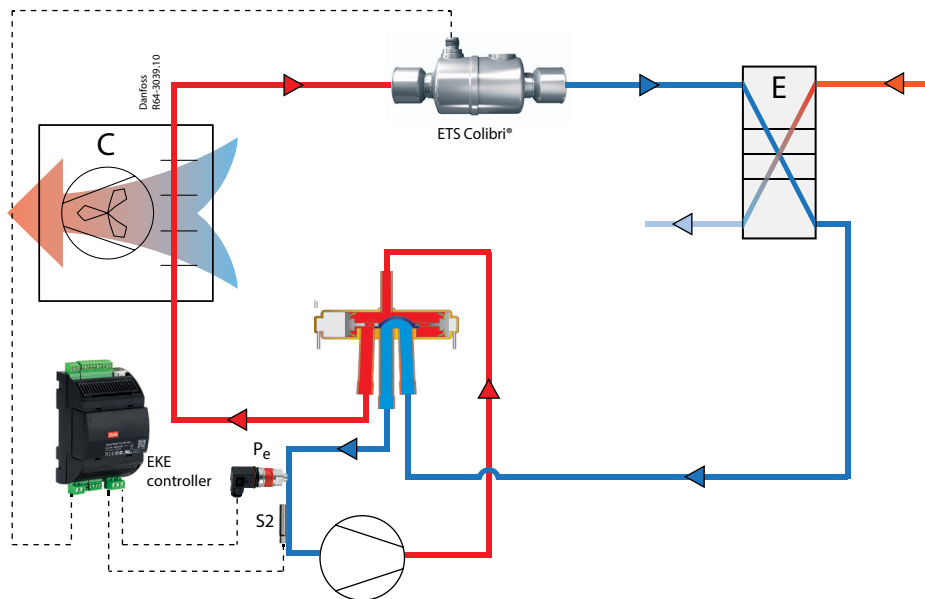 Danfoss
R64-3039.10
ETS Colibri®
C
E
EKE
controller
Pe
S2